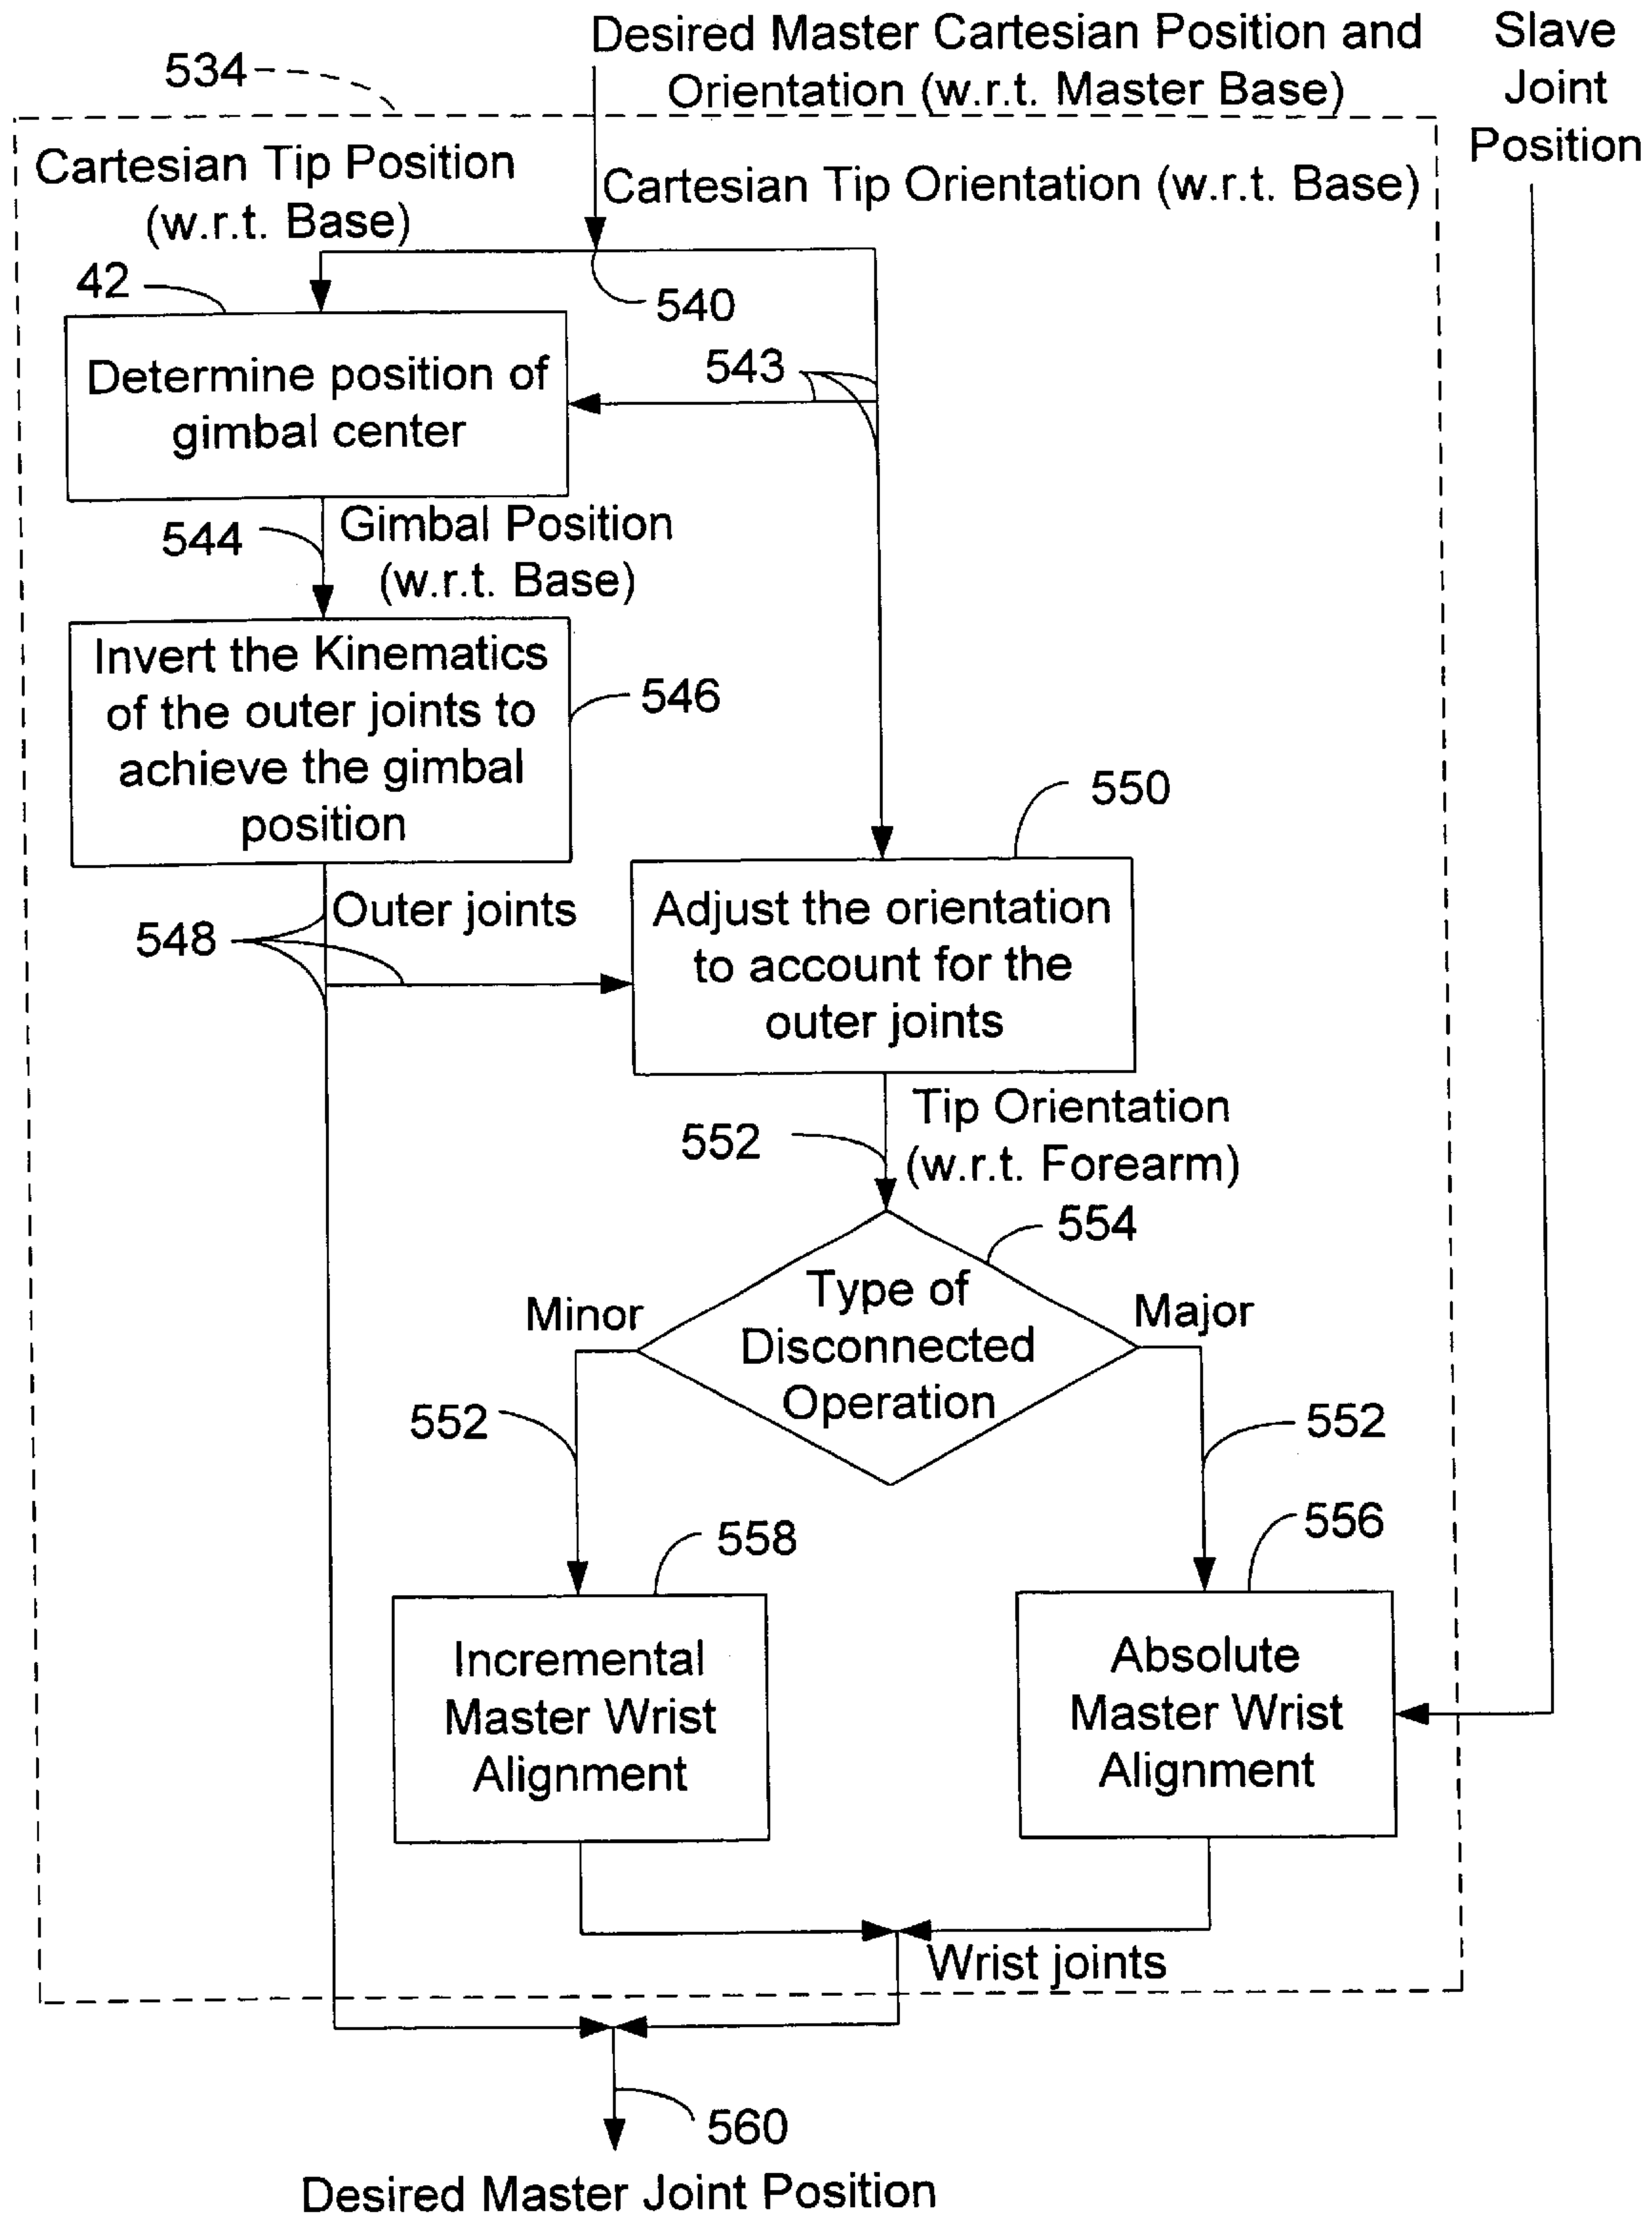 Desired Master Cartesian Position and
Orientation (w.r.t. Master Base)
Slave
Joint
Position
534
Cartesian Tip Position
(w.r.t. Base)
Cartesian Tip Orientation (w.r.t. Base)
42
540
543
Determine position of
gimbal center
544
Gimbal Position
(w.r.t. Base)
Invert the Kinematics
of the outer joints to
achieve the gimbal
position
546
550
548
Outer joints
Adjust the orientation
to account for the
outer joints
552
Tip Orientation
(w.r.t. Forearm)
554
Minor
Type of
Disconnected
Operation
Major
552
552
558
556
Incremental
Master Wrist
Alignment
Absolute
Master Wrist
Alignment
Wrist joints
560
Desired Master Joint Position